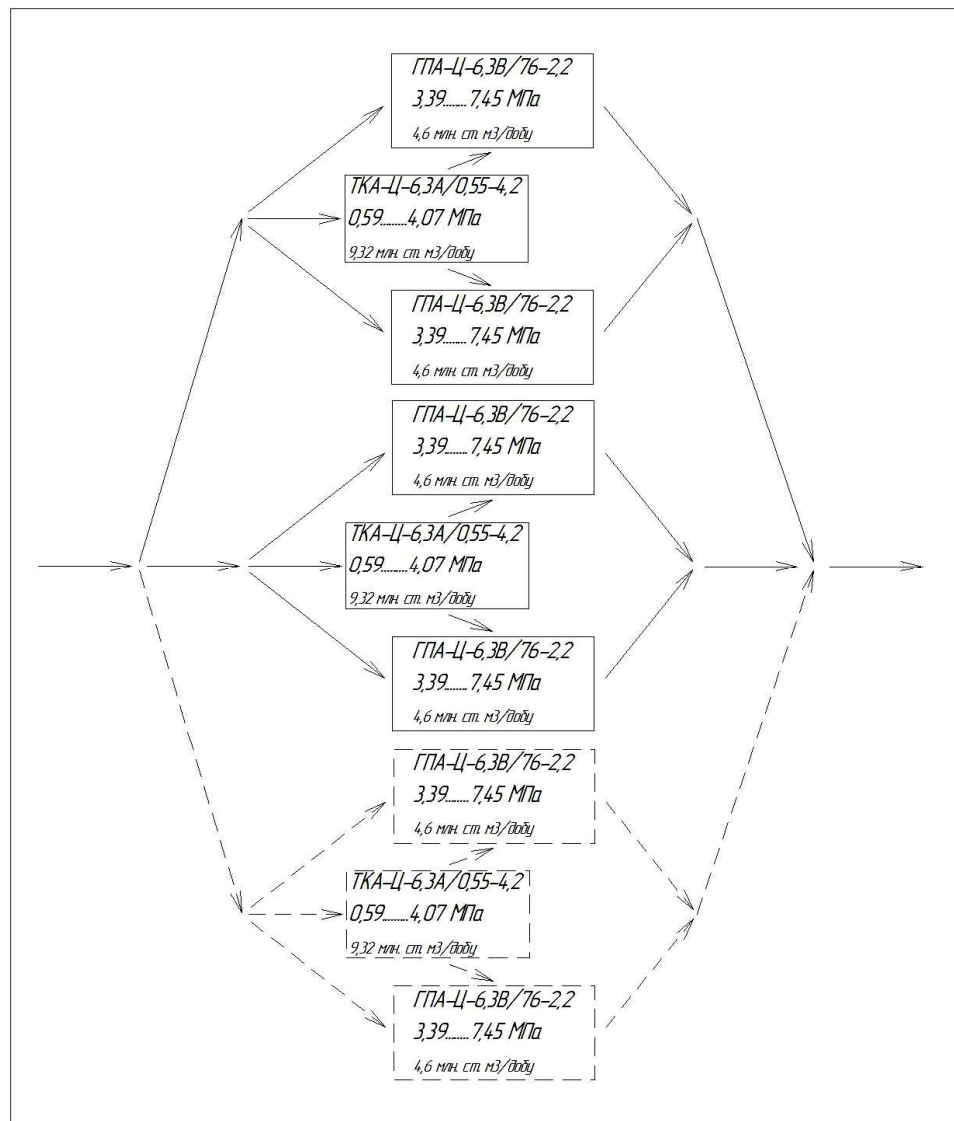 ГПА-Ц-6,3В/76-2,2
3,39........7,45 МПа
4,6 млн. ст. м3/добу
ТКА-Ц-6,3А/0,55-4,2
0,59.........4,07 МПа
9,32 млн. ст. м3/добу
ГПА-Ц-6,3В/76-2,2
3,39........7,45 МПа
4,6 млн. ст. м3/добу
ГПА-Ц-6,3В/76-2,2
3,39........7,45 МПа
4,6 млн. ст. м3/добу
ТКА-Ц-6,3А/0,55-4,2
0,59.........4,07 МПа
9,32 млн. ст. м3/добу
ГПА-Ц-6,3В/76-2,2
3,39........7,45 МПа
4,6 млн. ст. м3/добу
ГПА-Ц-6,3В/76-2,2
3,39........7,45 МПа
4,6 млн. ст. м3/добу
ТКА-Ц-6,3А/0,55-4,2
0,59.........4,07 МПа
9,32 млн. ст. м3/добу
ГПА-Ц-6,3В/76-2,2
3,39........7,45 МПа
4,6 млн. ст. м3/добу